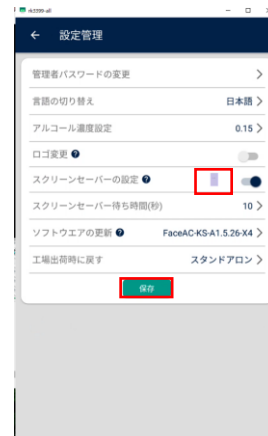 rk3399-all
← 設定管理
管理者パスワードの変更
言語の切り替え 日本語
アルコール濃度設定 0.15
ロゴ変更 ?
スクリーンセーバーの設定 ?
スクリーンセーバー待ち時間(秒) 10
ソフトウエアの更新 ? FaceAC-KS-A1.5.26-X4
工場出荷時に戻す スタンドアロン
保存